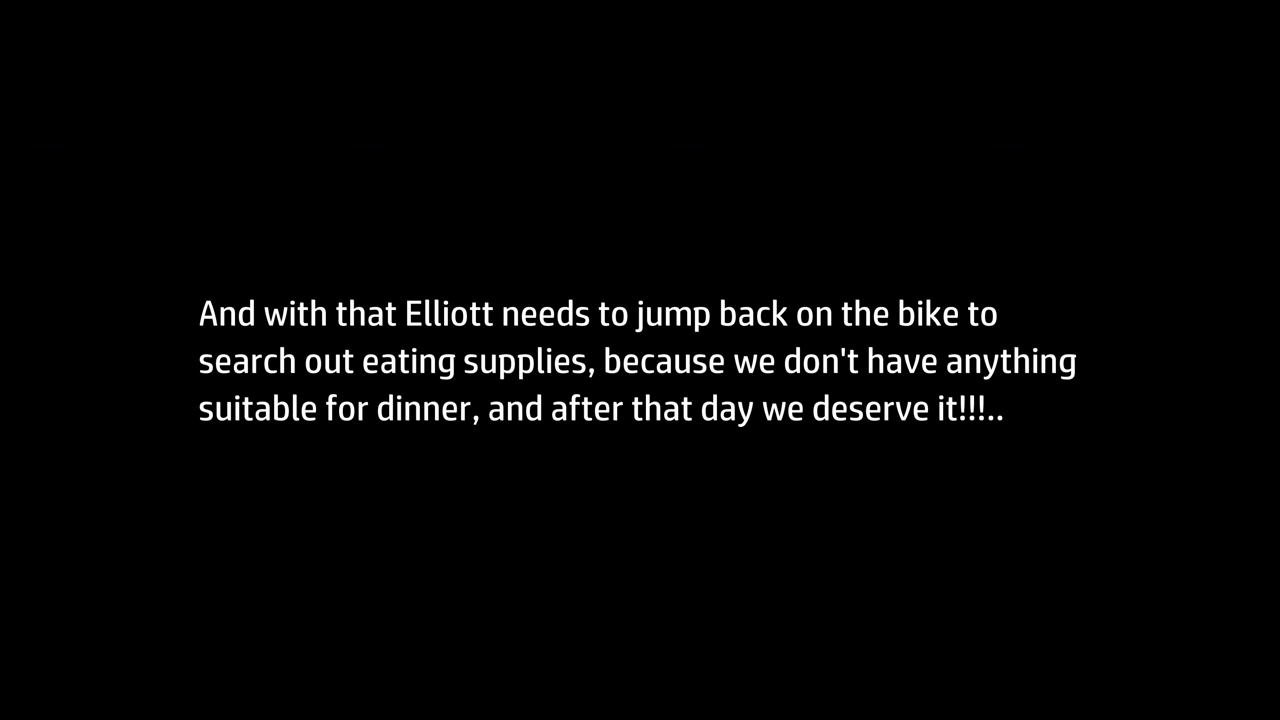 And with that Elliott needs to jump back on the bike to
search out eating supplies, because we don't have anything
suitable for dinner, and after that day we deserve it!!!..